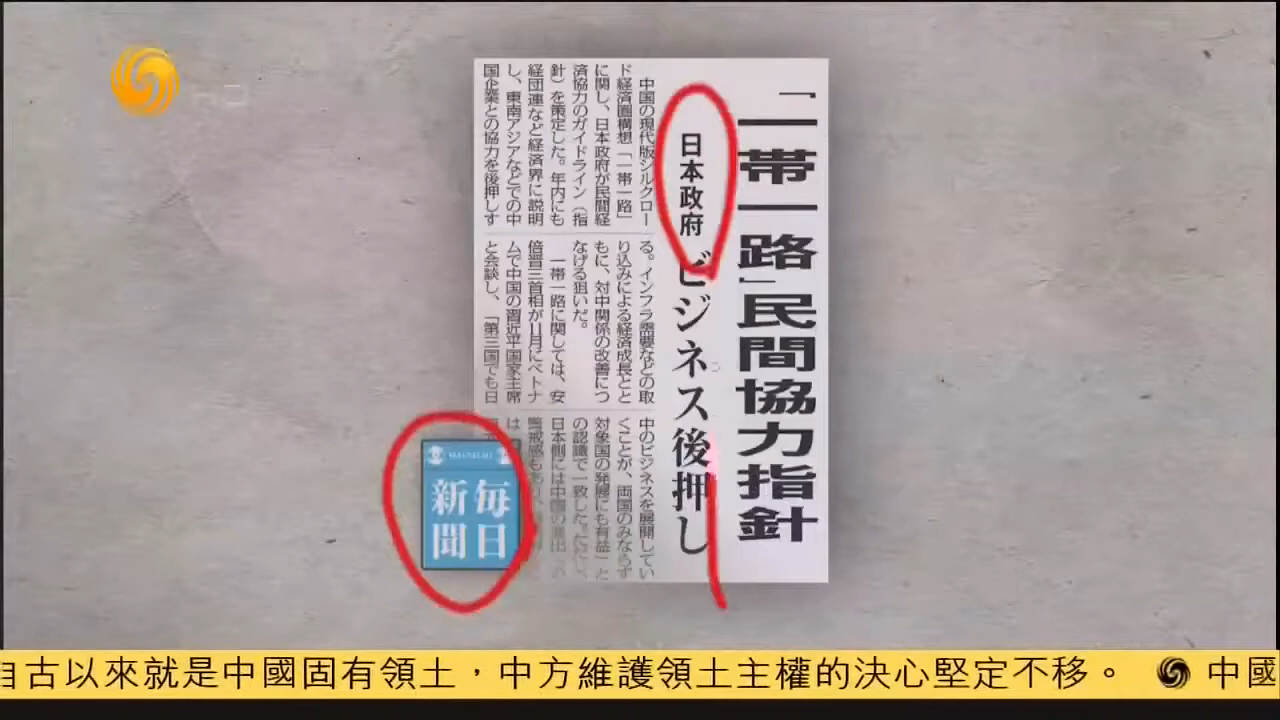 「一帯一路」民間協力指針
日本政府
ビジネス後押し
中国の現代版シルクロー
ド経済圏構想「一帯一路」
に関し、日本政府が民間経
済協力のガイドライン（指
針）を策定した。年内にも
経団連など経済界に説明
し、東南アジアなどでの中
国企業との協力を後押しす
る。インフラ需要などの取
り込みによる経済成長とと
もに、対中関係の改善につ
なげる狙いだ。
一帯一路に関しては、安
倍晋三首相が11月にベトナ
ムで中国の習近平国家主席
と会談し、「第三国でも日
中のビジネスを展開してい
くことが、両国のみならず
対象国の発展にも有益」と
の認識で一致した。ただし、
日本側には中国の進出
警戒感もあり、
は
毎日
新聞
自古以來就是中國固有領土，中方維護領土主權的決心堅定不移。
中國